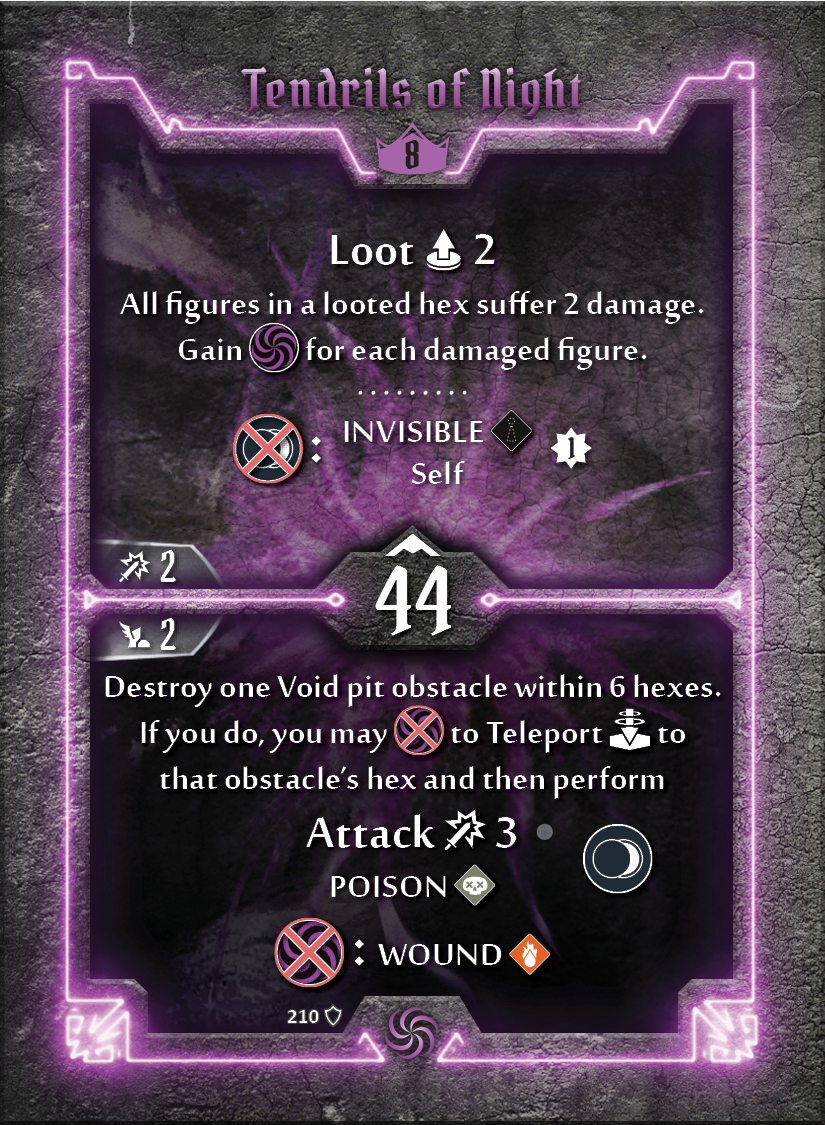 Tendrils of Night
8
Loot 2
All figures in a looted hex suffer 2 damage.
Gain for each damaged figure.
.........
: INVISIBLE 1
Self
2
44
2
Destroy one Void pit obstacle within 6 hexes.
If you do, you may to Teleport to
that obstacle's hex and then perform
Attack 3
POISON
: WOUND
210